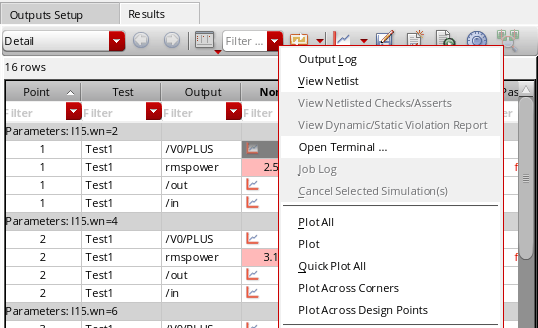 Outputs Setup Results
Detail Filter ...
16 rows
Point Test Output Nor Pas
Filter Filter Filter Filter
Parameters: I15.wn=2
1 Test1 /V0/PLUS
1 Test1 rmspower 2.5 f
1 Test1 /out
1 Test1 /in
Parameters: I15.wn=4
2 Test1 /V0/PLUS
2 Test1 rmspower 3.1 f
2 Test1 /out
2 Test1 /in
Parameters: I15.wn=6
Output Log
View Netlist
View Netlisted Checks/Asserts
View Dynamic/Static Violation Report
Open Terminal ...
Job Log
Cancel Selected Simulation(s)
Plot All
Plot
Quick Plot All
Plot Across Corners
Plot Across Design Points